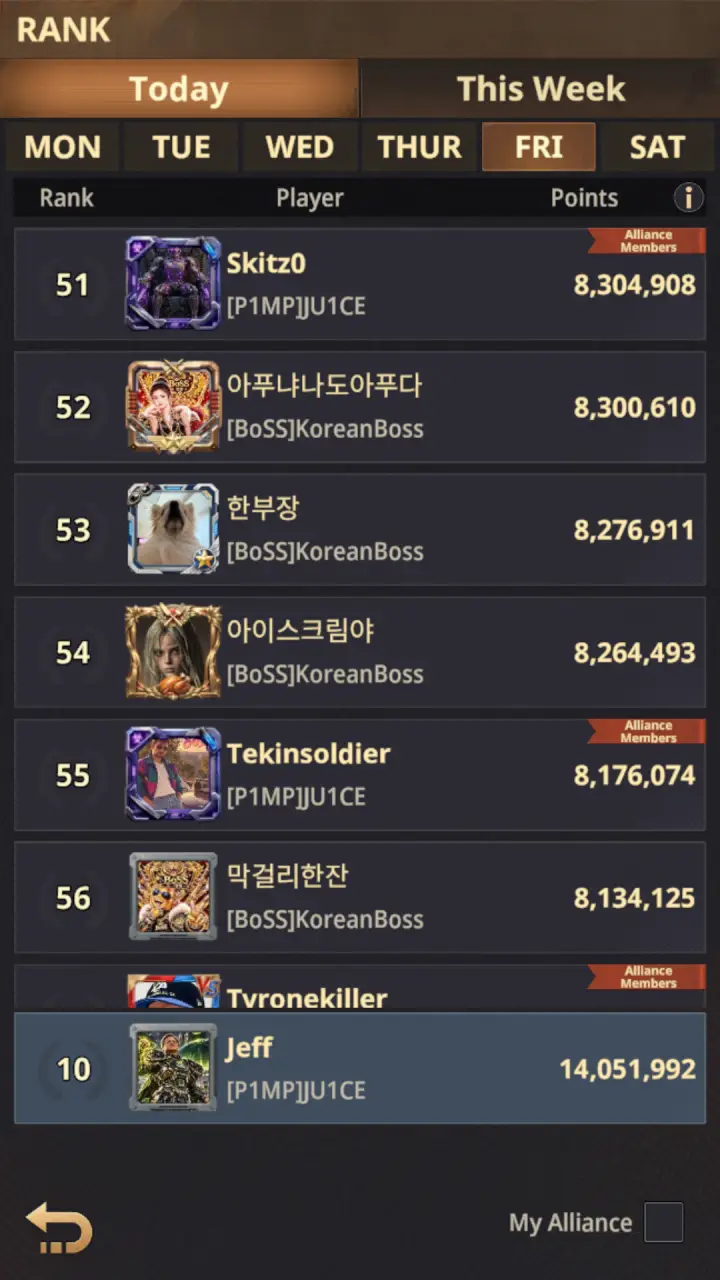 RANK
Today
This Week
MON
TUE
WED
THUR
FRI
SAT
Rank
Player
Points
Alliance
Members
51
Skitz0
[P1MP]JU1CE
8,304,908
52
아푸냐나도아푸다
[BoSS]KoreanBoss
8,300,610
53
한부장
[BoSS]KoreanBoss
8,276,911
54
아이스크림야
[BoSS]KoreanBoss
8,264,493
Alliance
Members
55
Tekinsoldier
[P1MP]JU1CE
8,176,074
56
막걸리한잔
[BoSS]KoreanBoss
8,134,125
Alliance
Members
Tyronekiller
10
Jeff
[P1MP]JU1CE
14,051,992
My Alliance